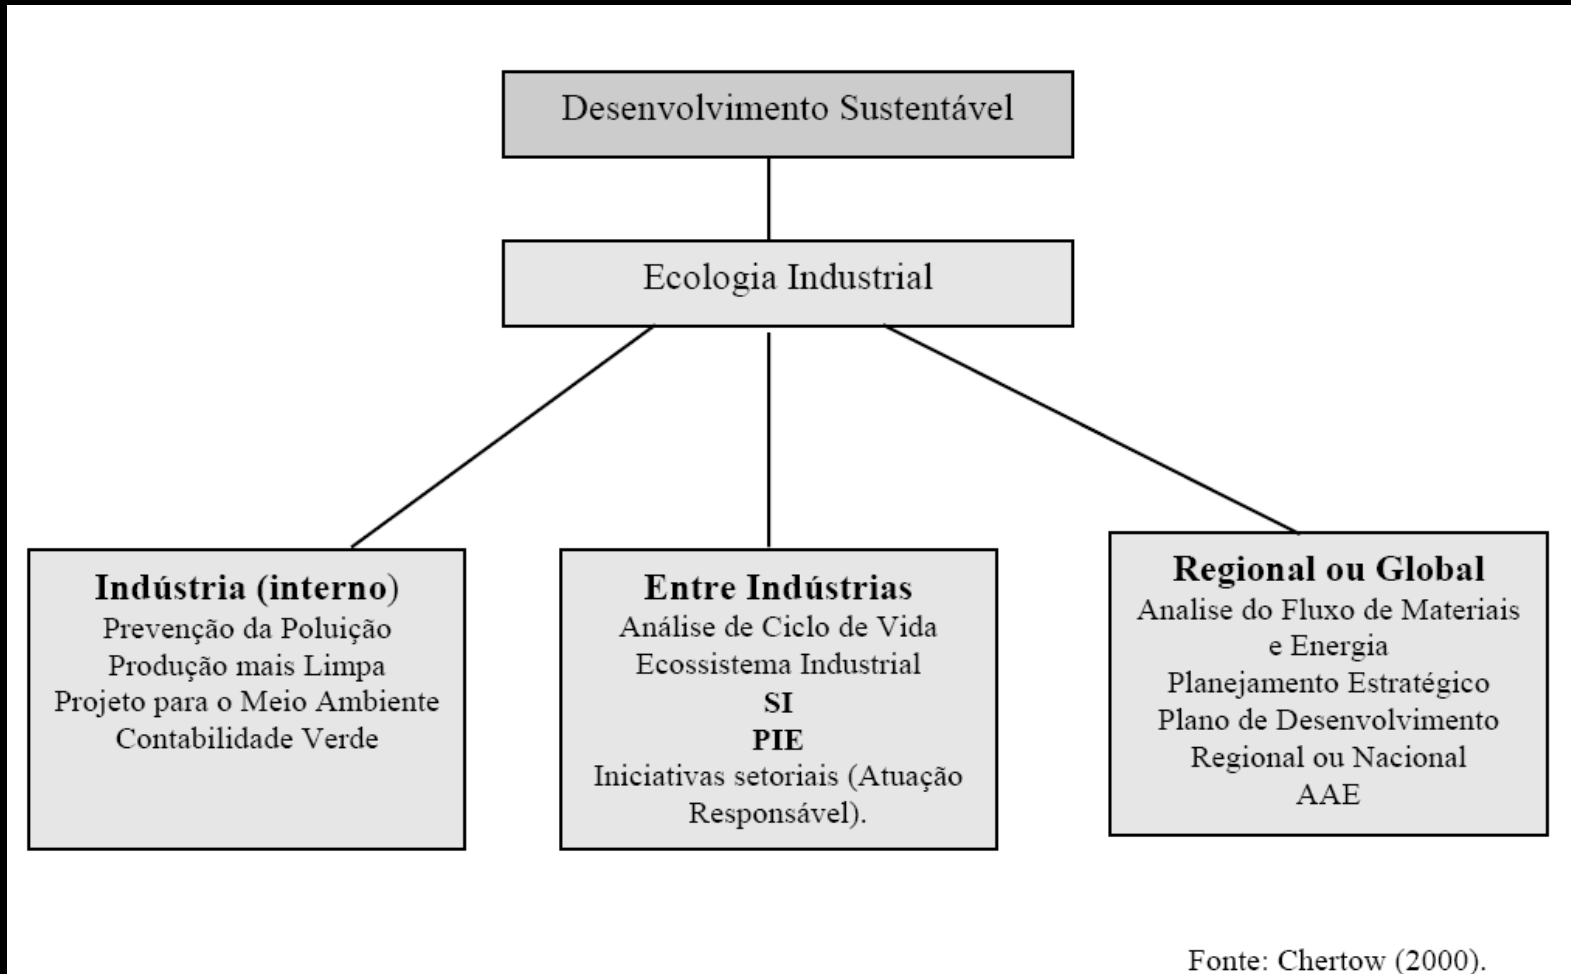 Desenvolvimento Sustentável
Ecologia Industrial
Indústria (interno)
Prevenção da Poluição
Produção mais Limpa
Projeto para o Meio Ambiente
Contabilidade Verde
Entre Indústrias
Análise de Ciclo de Vida
Ecossistema Industrial
SI
PIE
Iniciativas setoriais (Atuação
Responsável).
Regional ou Global
Analise do Fluxo de Materiais
e Energia
Planejamento Estratégico
Plano de Desenvolvimento
Regional ou Nacional
AAE
Fonte: Chertow (2000).